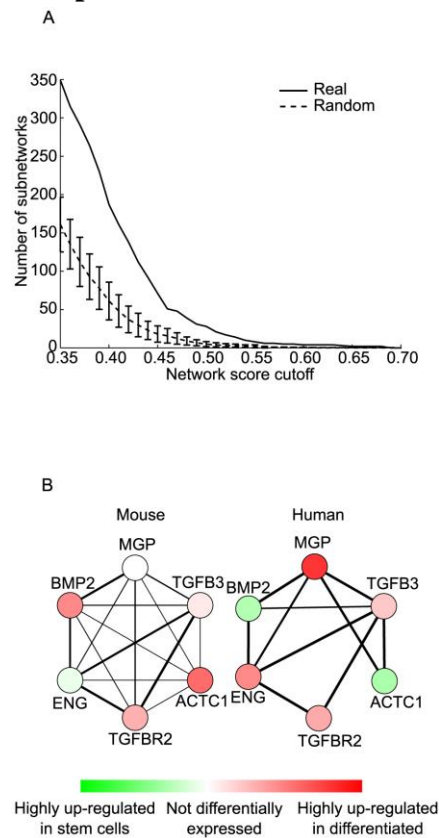 A
350
300
250
200
150
100
50
0
Number of subnetworks
Real
Random
0.35 0.40 0.45 0.50 0.55 0.60 0.65 0.70
Network score cutoff
B
Mouse Human
MGP MGP
BMP2 TGFB3 BMP2 TGFB3
ENG ACTC1 ENG ACTC1
TGFBR2 TGFBR2
Highly up-regulated Not differentially Highly up-regulated
in stem cells expressed in differentiated